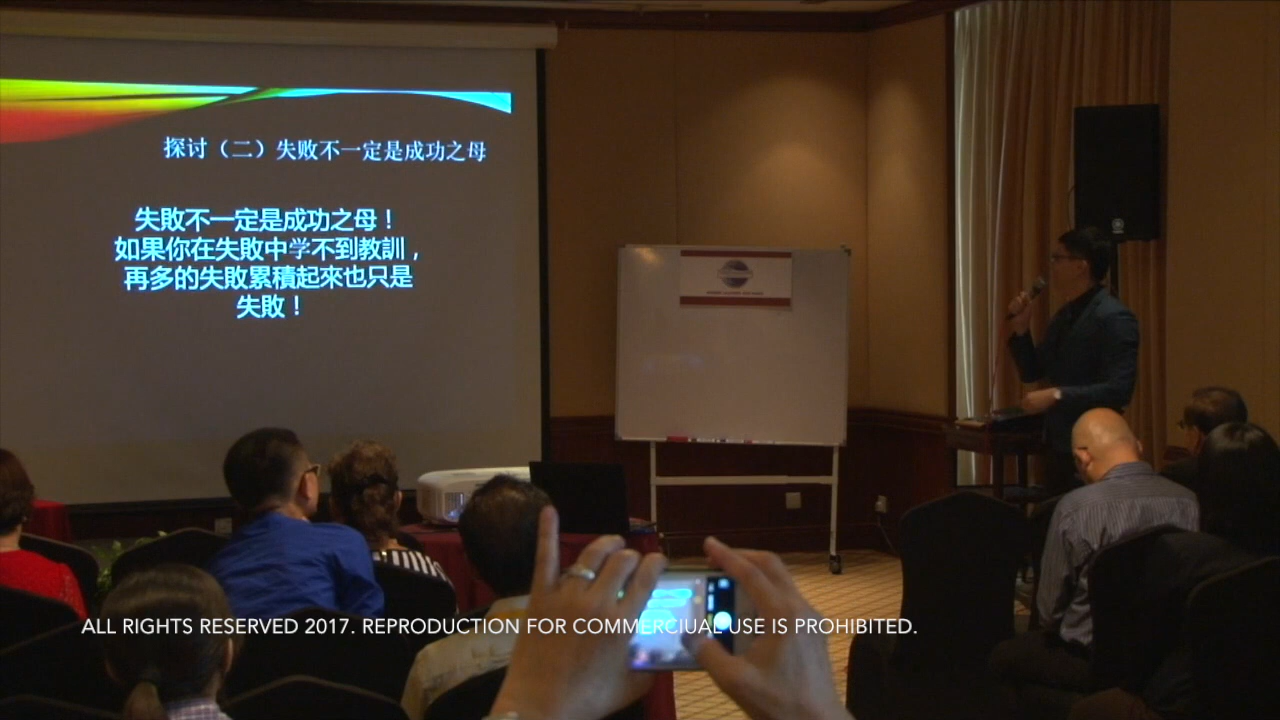 探讨（二）失败不一定是成功之母
失敗不一定是成功之母！
如果你在失敗中学不到教訓，
再多的失敗累積起來也只是
失敗！
ALL RIGHTS RESERVED 2017. REPRODUCTION FOR COMMERCIUAL USE IS PROHIBITED.